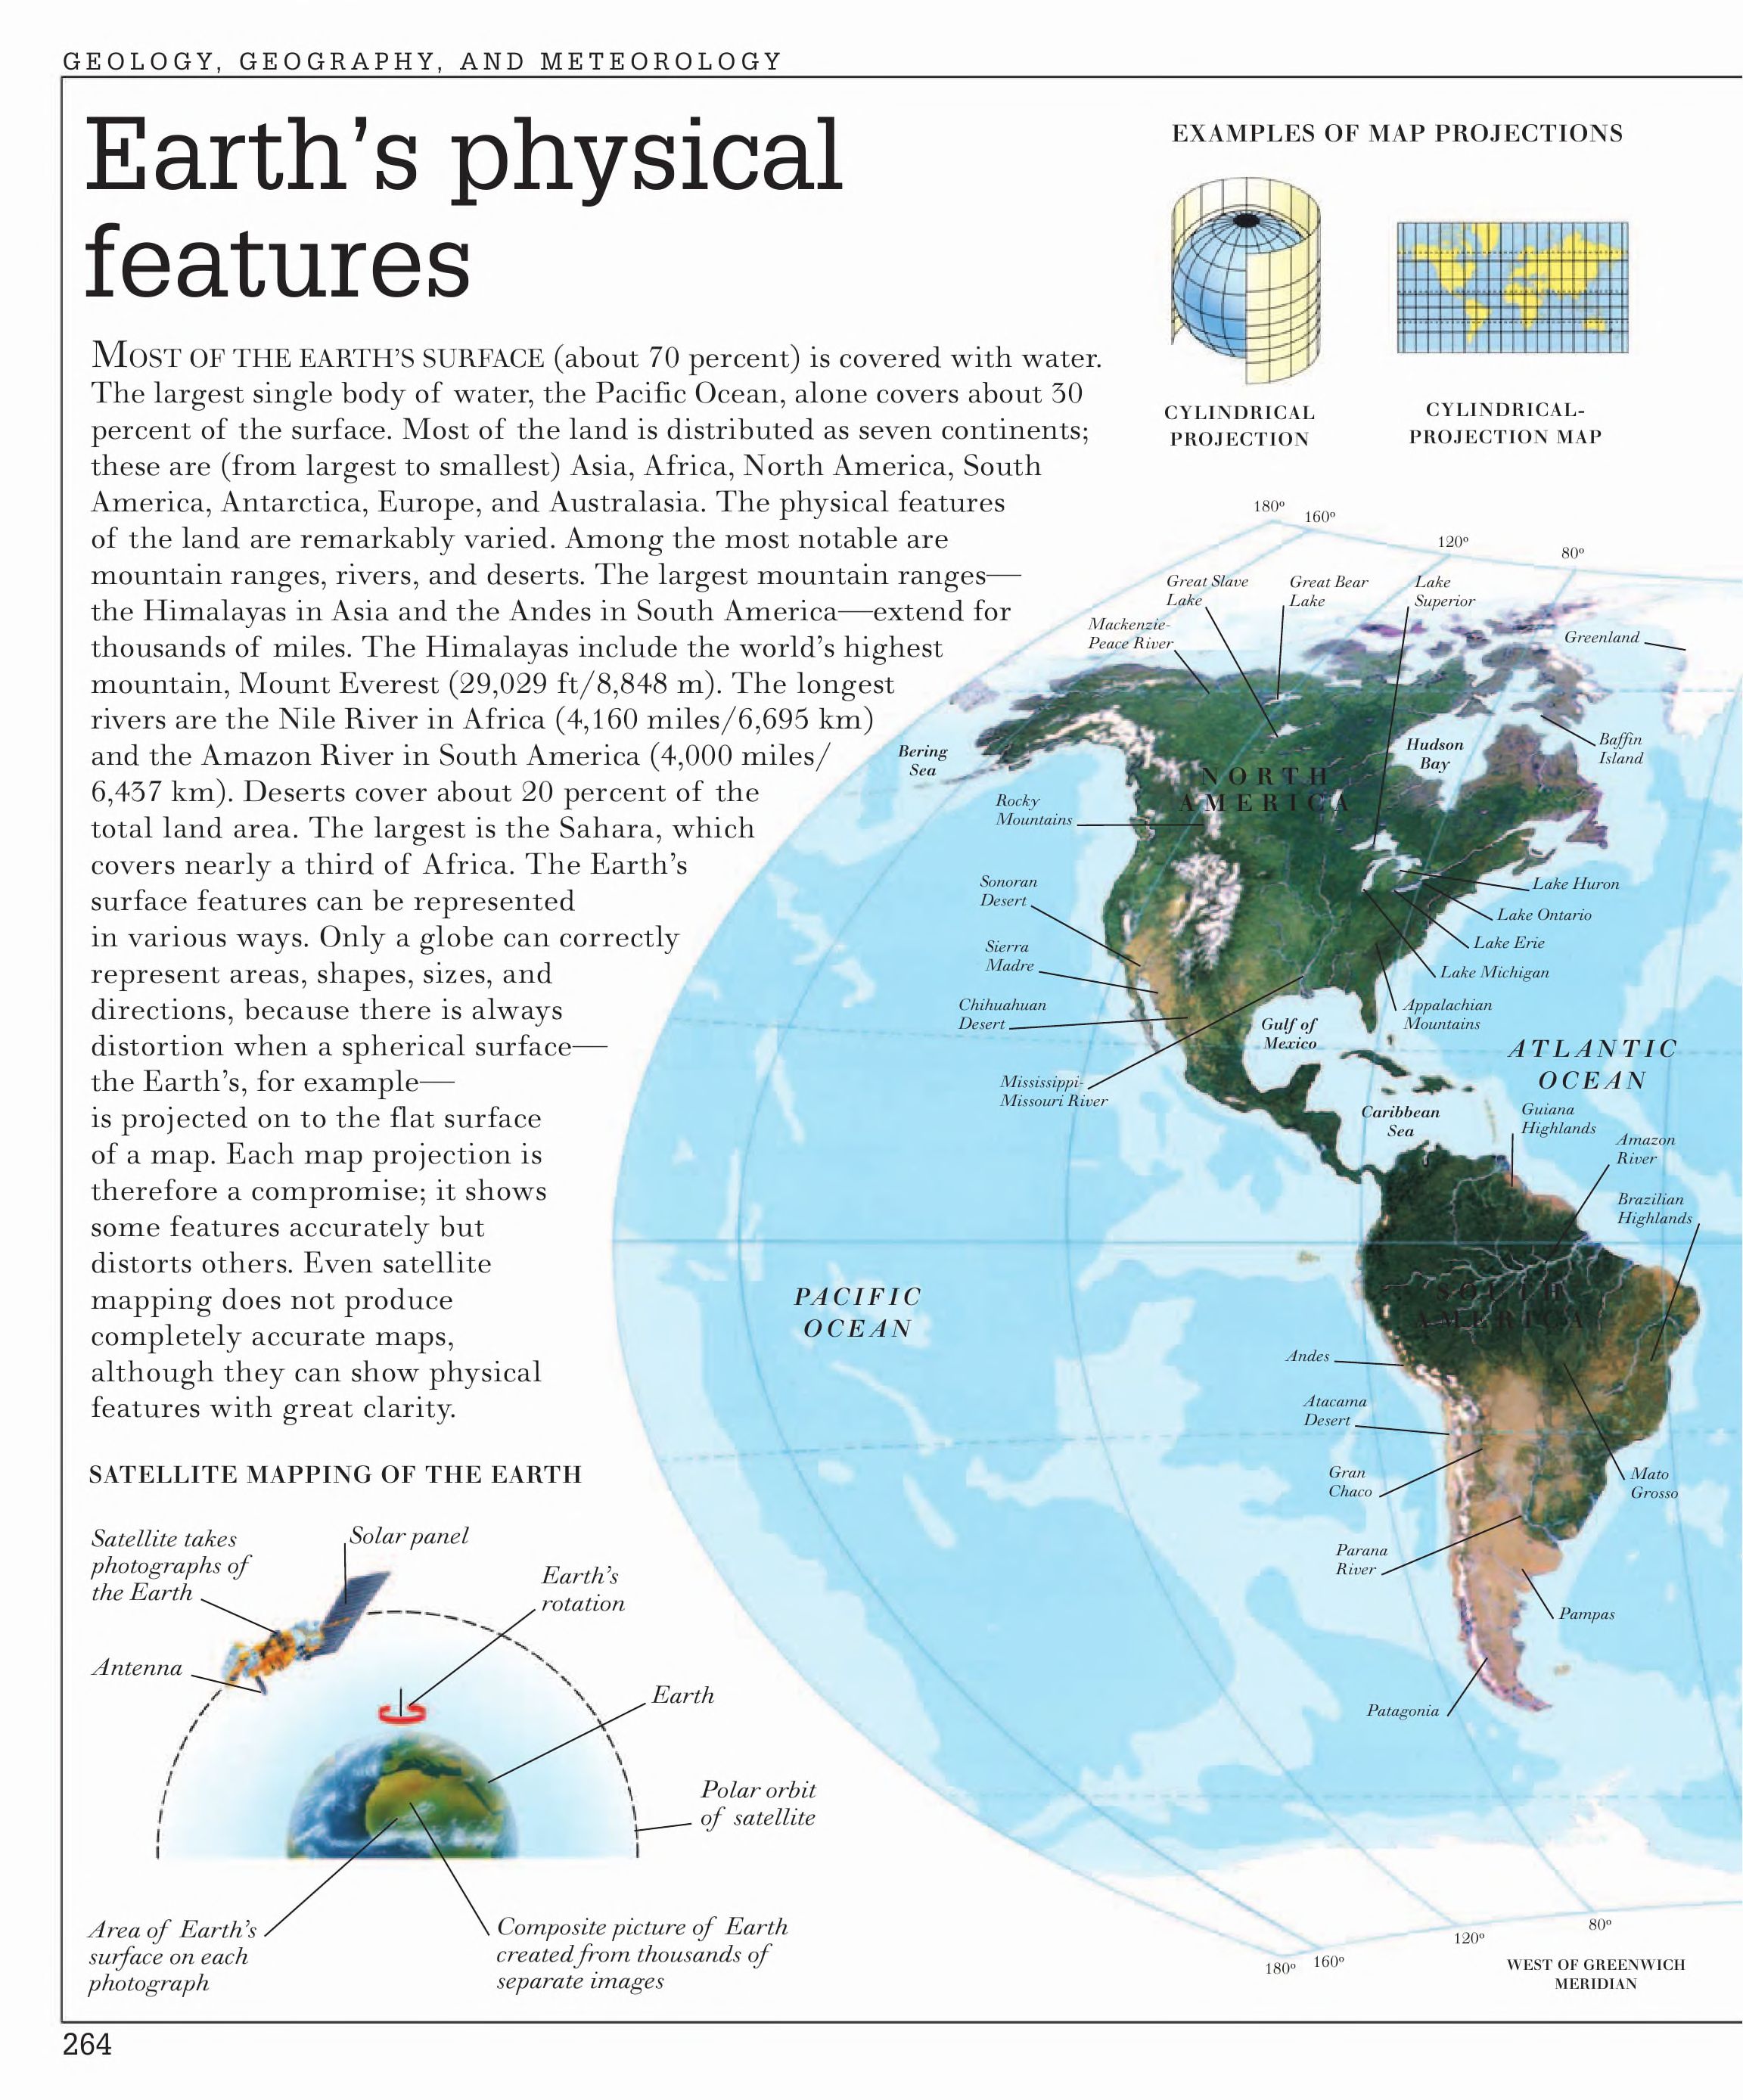 GEOLOGY, GEOGRAPHY, AND METEOROLOGY
Earth's physical
features
MOST OF THE EARTH'S SURFACE (about 70 percent) is covered with water.
The largest single body of water, the Pacific Ocean, alone covers about 30
percent of the surface. Most of the land is distributed as seven continents;
these are (from largest to smallest) Asia, Africa, North America, South
America, Antarctica, Europe, and Australasia. The physical features
of the land are remarkably varied. Among the most notable are
mountain ranges, rivers, and deserts. The largest mountain ranges—
the Himalayas in Asia and the Andes in South America—extend for
thousands of miles. The Himalayas include the world's highest
mountain, Mount Everest (29,029 ft/8,848 m). The longest
rivers are the Nile River in Africa (4,160 miles/6,695 km)
and the Amazon River in South America (4,000 miles/
6,437 km). Deserts cover about 20 percent of the
total land area. The largest is the Sahara, which
covers nearly a third of Africa. The Earth's
surface features can be represented
in various ways. Only a globe can correctly
represent areas, shapes, sizes, and
directions, because there is always
distortion when a spherical surface—
the Earth's, for example—
is projected on to the flat surface
of a map. Each map projection is
therefore a compromise; it shows
some features accurately but
distorts others. Even satellite
mapping does not produce
completely accurate maps,
although they can show physical
features with great clarity.
SATELLITE MAPPING OF THE EARTH
Satellite takes
photographs of
the Earth
Solar panel
Earth's
rotation
Antenna
Earth
Polar orbit
of satellite
Area of Earth's
surface on each
photograph
Composite picture of Earth
created from thousands of
separate images
EXAMPLES OF MAP PROJECTIONS
CYLINDRICAL
PROJECTION
CYLINDRICAL-
PROJECTION MAP
180º
160º
120º
80º
Great Slave
Lake
Great Bear
Lake
Lake
Superior
Mackenzie-
Peace River
Greenland
Bering
Sea
Hudson
Bay
Baffin
Island
NORTH
AMERICA
Rocky
Mountains
Sonoran
Desert
Lake Huron
Lake Ontario
Lake Erie
Lake Michigan
Sierra
Madre
Chihuahuan
Desert
Appalachian
Mountains
Gulf of
Mexico
ATLANTIC
OCEAN
Mississippi-
Missouri River
Caribbean
Sea
Guiana
Highlands
Amazon
River
Brazilian
Highlands
PACIFIC
OCEAN
SOUTH
AMERICA
Andes
Atacama
Desert
Gran
Chaco
Mato
Grosso
Parana
River
Pampas
Patagonia
180º
160º
120º
80º
WEST OF GREENWICH
MERIDIAN
264